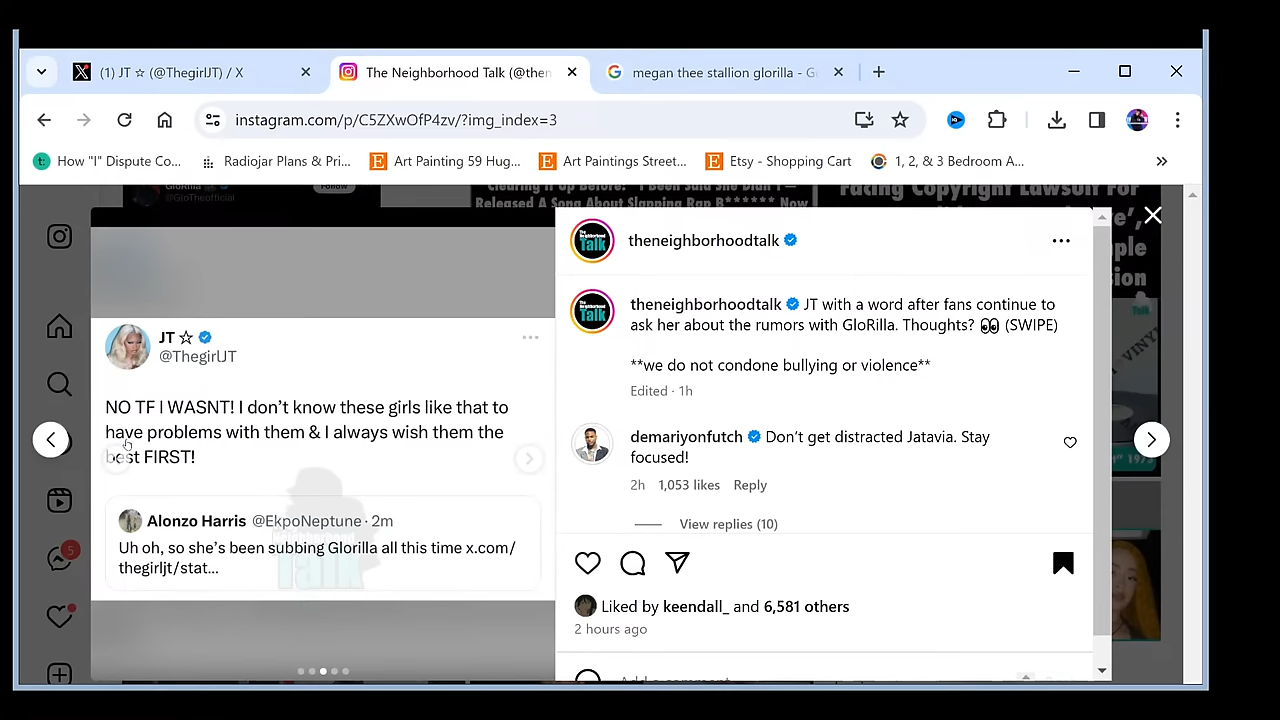 (1) JT ☆ (@ThegirlJT) / X
The Neighborhood Talk (@then
megan thee stallion glorilla - G
instagram.com/p/C5ZXwOfP4zv/?img_index=3
How "I" Dispute Co...
Radiojar Plans & Pri...
Art Painting 59 Hug...
Art Paintings Street...
Etsy - Shopping Cart
1, 2, & 3 Bedroom A...
@GloTheofficial
Follow
Clearing It Up Before: "I Been Said She Didn't –
Released A Song About Slapping Rap B****** Now
Facing Copyright Lawsuit For
theneighborhoodtalk
theneighborhoodtalk JT with a word after fans continue to
ask her about the rumors with GloRilla. Thoughts? 👀 (SWIPE)
**we do not condone bullying or violence**
Edited · 1h
demariyonfutch Don't get distracted Jatavia. Stay
focused!
2h 1,053 likes Reply
View replies (10)
Liked by keendall_ and 6,581 others
2 hours ago
JT ☆
@ThegirlJT
NO TF I WASNT! I don't know these girls like that to
have problems with them & I always wish them the
best FIRST!
Alonzo Harris @EkpoNeptune · 2m
Uh oh, so she's been subbing Glorilla all this time x.com/
thegirljt/stat...
Neighborhood
Talk
5